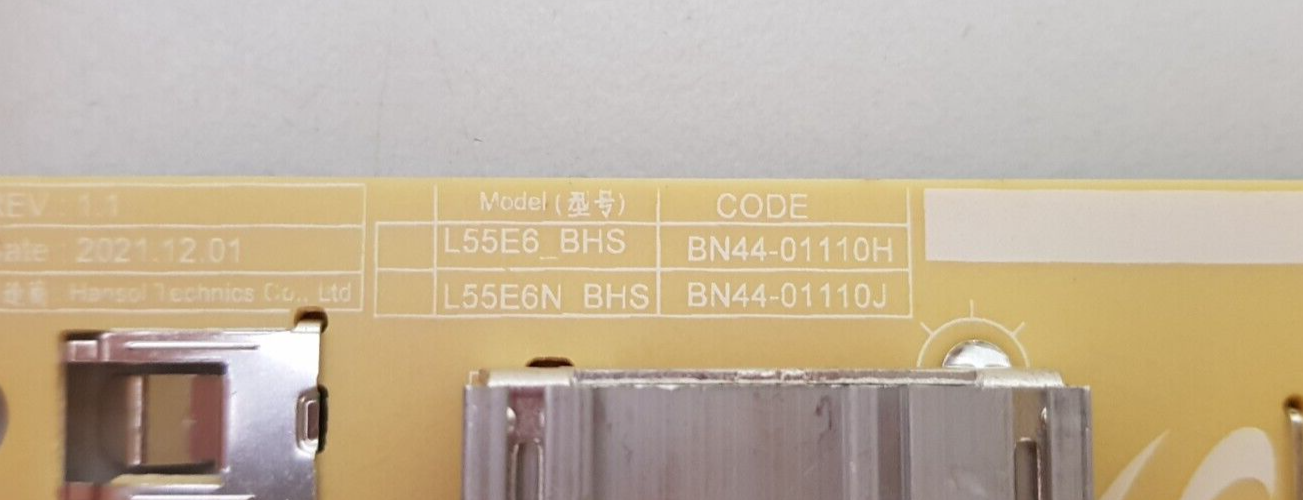 REV : 1.1
Date : 2021.12.01
Hansol Technics Co., Ltd
Model (型号) CODE
L55E6_BHS BN44-01110H
L55E6N_BHS BN44-01110J